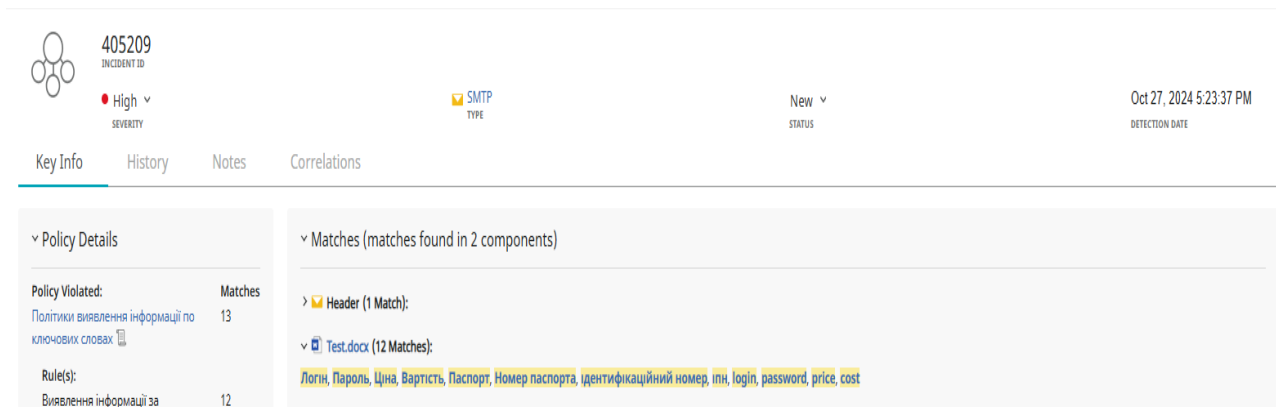 405209
INCIDENT ID
High
SEVERITY
SMTP
TYPE
New
STATUS
Oct 27, 2024 5:23:37 PM
DETECTION DATE
Key Info History Notes Correlations
Policy Details
Policy Violated: Matches
Політики виявлення інформації по 13
ключових словах
Rule(s):
Виявлення інформації за 12
Matches (matches found in 2 components)
Header (1 Match):
Test.docx (12 Matches):
Логін, Пароль, Ціна, Вартість, Паспорт, Номер паспорта, ідентифікаційний номер, іпн, login, password, price, cost